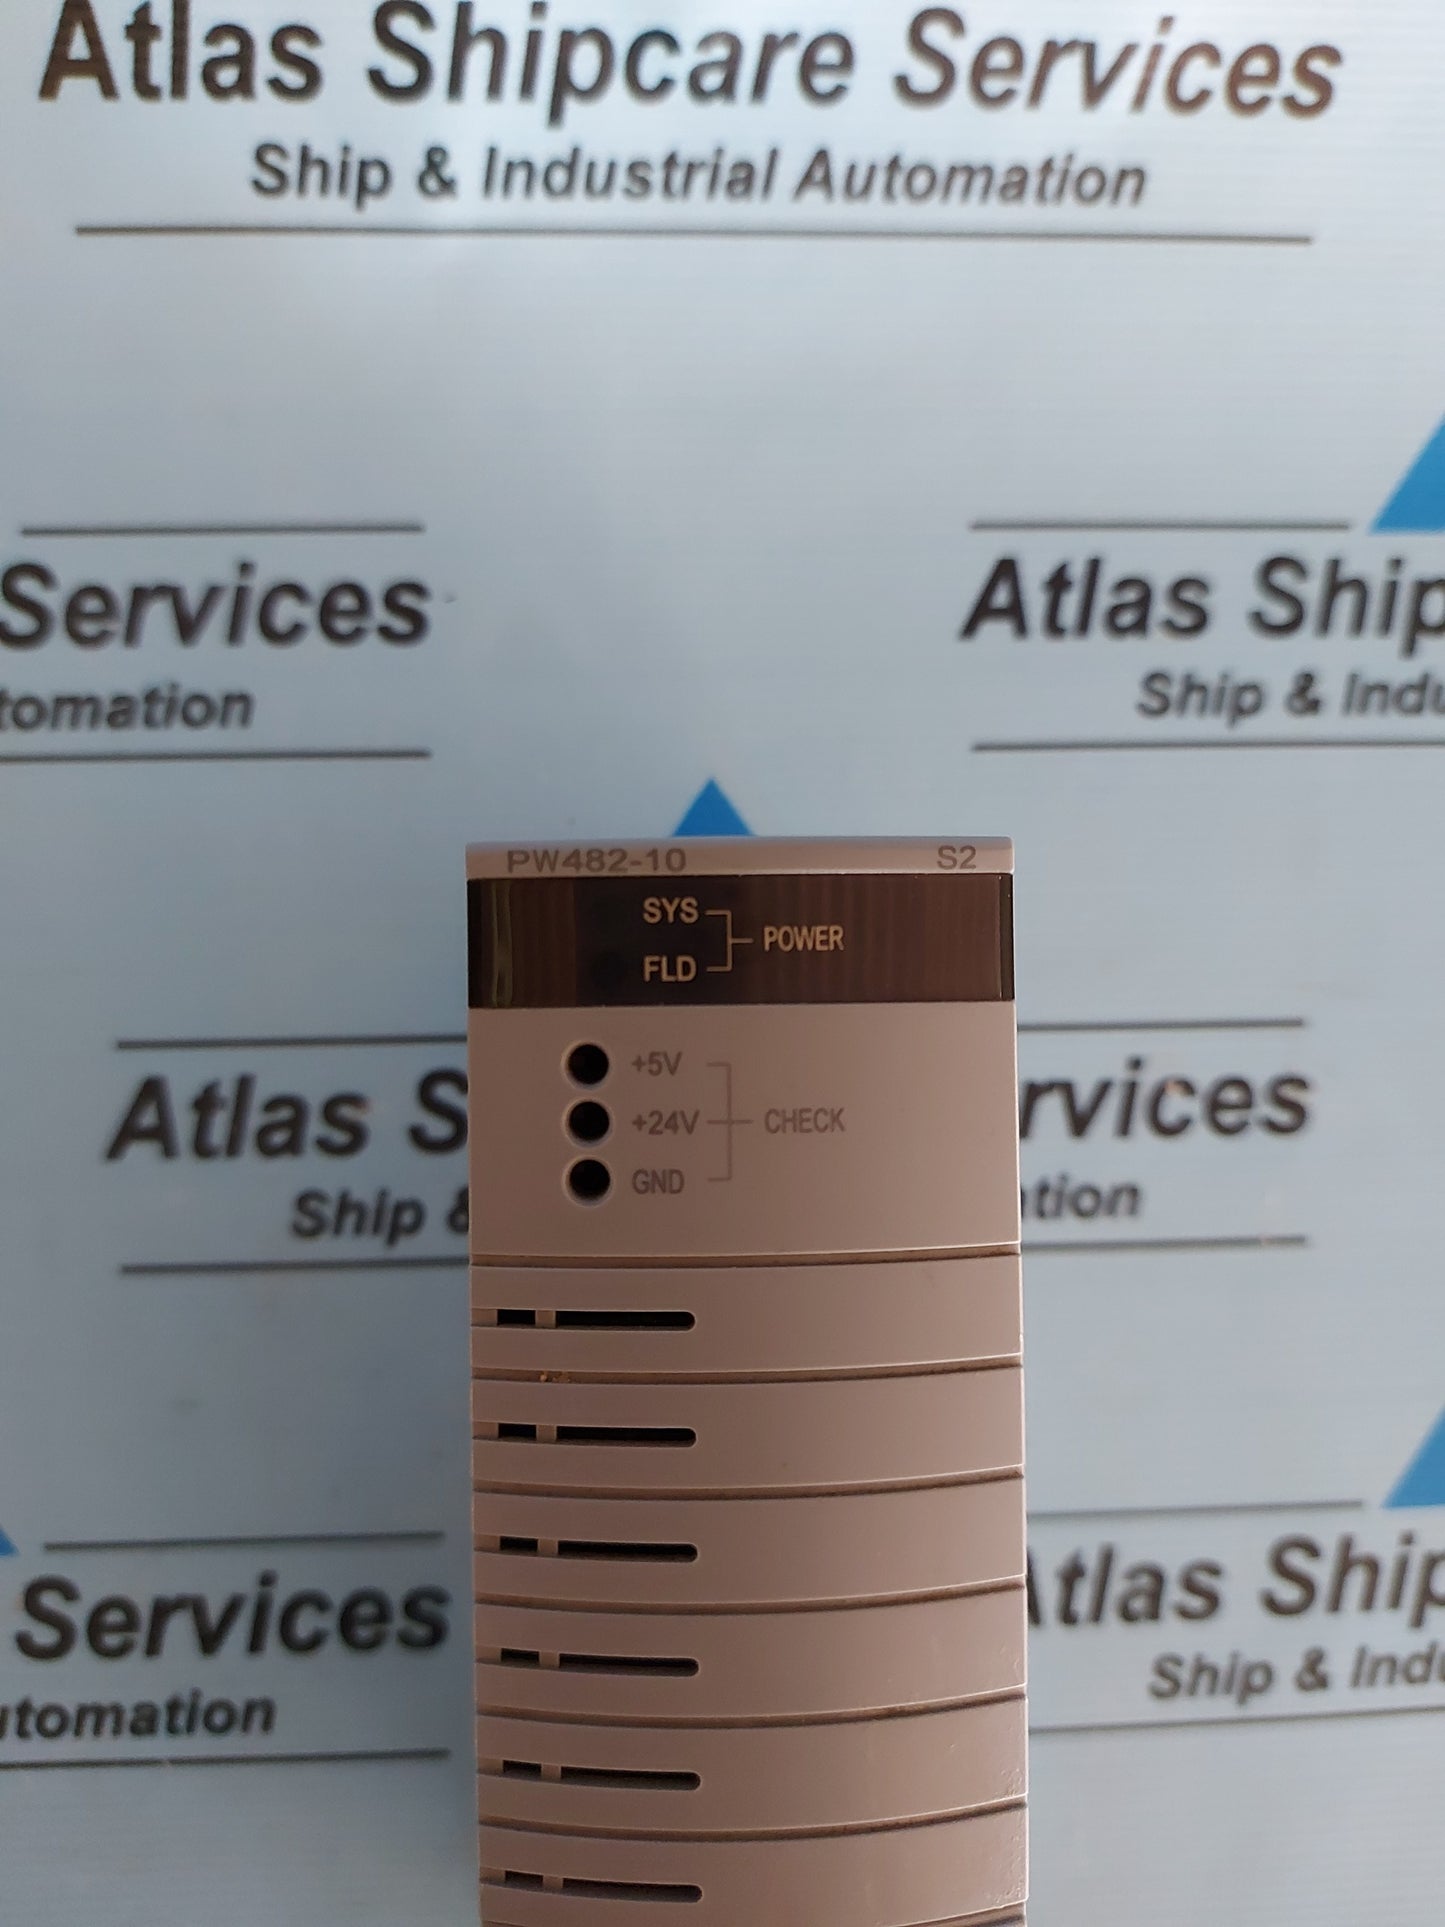 Atlas Shipcare Services
Ship & Industrial Automation
Services
tomation
Atlas Ship
Ship & Indu
PW482-10 S2
SYS
FLD
POWER
+5V
+24V
GND
CHECK
Atlas S
Ship &
rvices
tion
Services
utomation
Atlas Ship
Ship & Indu